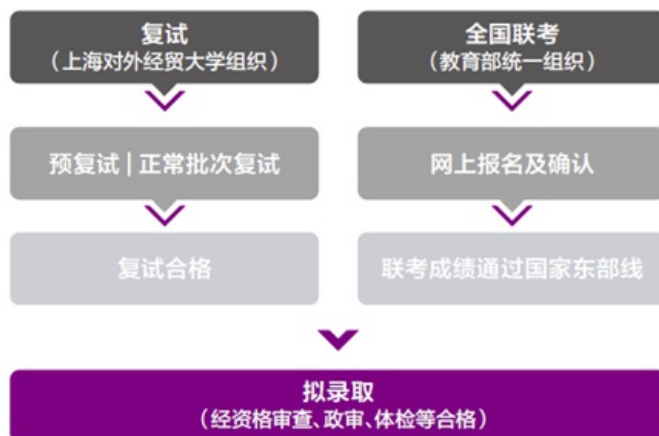 复试
（上海对外经贸大学组织）
全国联考
（教育部统一组织）
预复试 | 正常批次复试
网上报名及确认
复试合格
联考成绩通过国家东部线
拟录取
（经资格审查、政审、体检等合格）